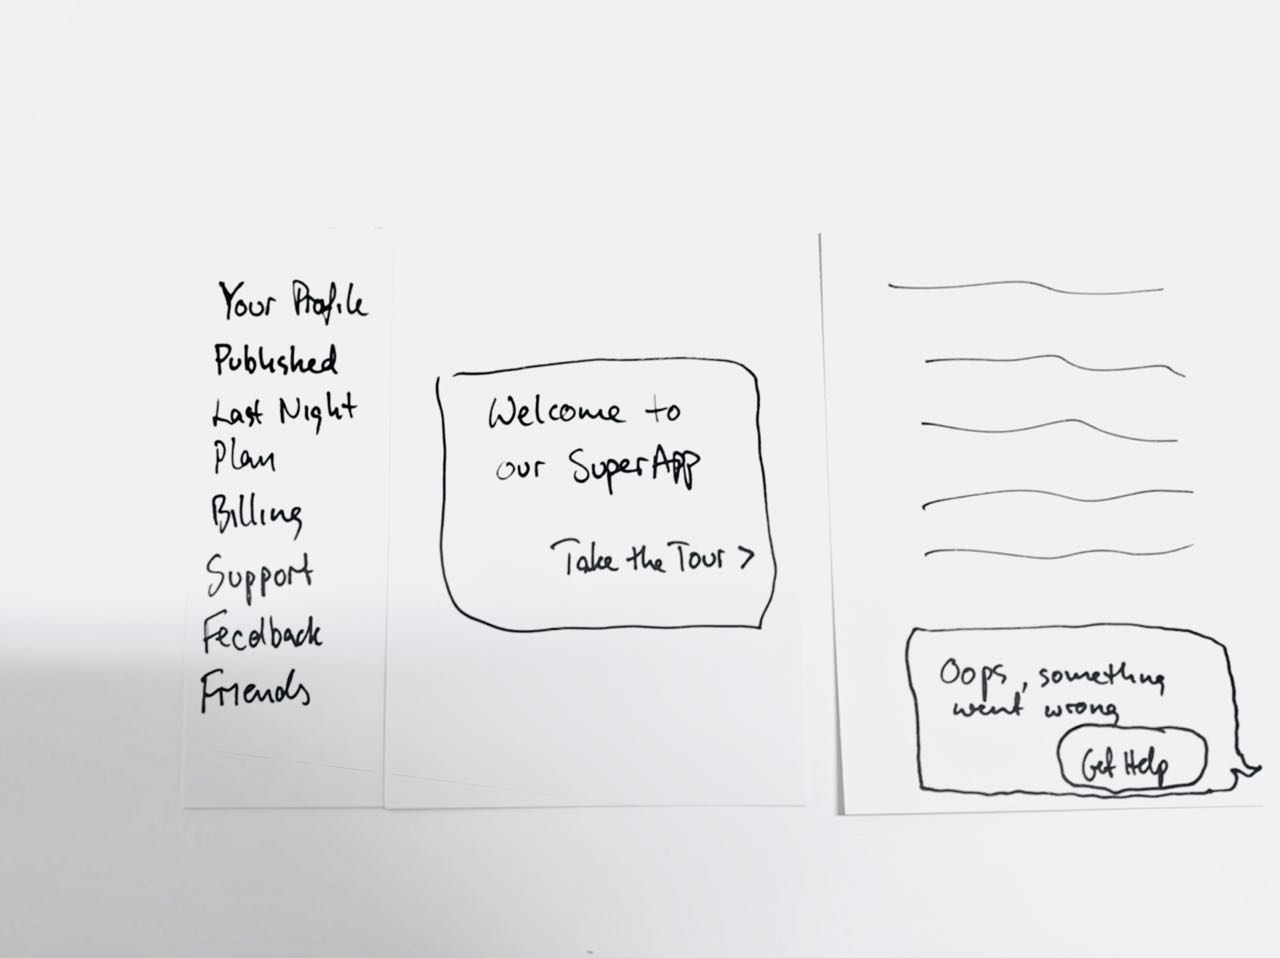 Your Profile
Published
Last Night
Plan
Billing
Support
Feedback
Friends
Welcome to
our SuperApp
Take the Tour >
Oops, something
went wrong
Get Help